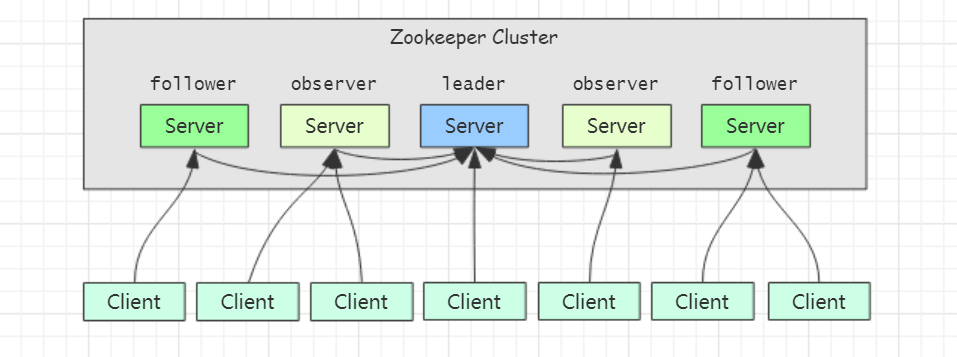 Zookeeper Cluster
follower observer leader observer follower
Server Server Server Server Server
Client Client Client Client Client Client Client